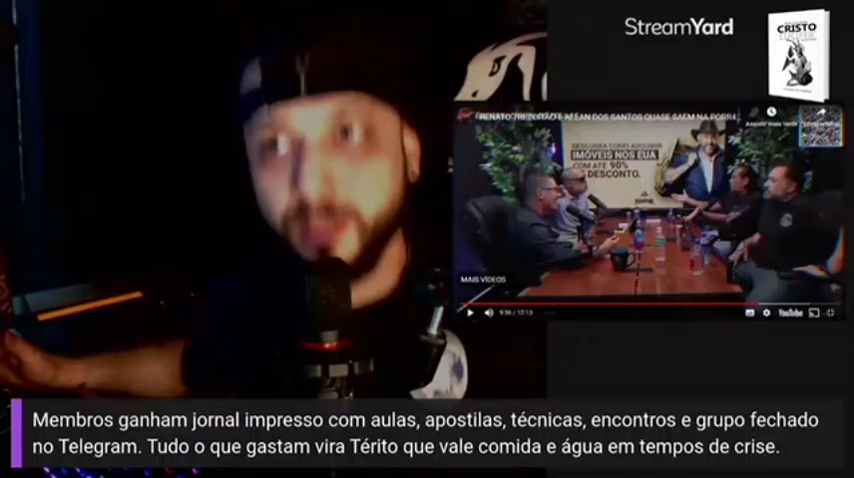 StreamYard
CRISTO
RENATO TREZOITÃO E ALLAN DOS SANTOS QUASE SAEM NA PORR4
DESCUBRA COMO ADQUIRIR
IMÓVEIS NOS EUA
COM ATÉ 90%
DESCONTO.
MAIS VÍDEOS
9:36 / 12:13
YouTube
Membros ganham jornal impresso com aulas, apostilas, técnicas, encontros e grupo fechado
no Telegram. Tudo o que gastam vira Térito que vale comida e água em tempos de crise.